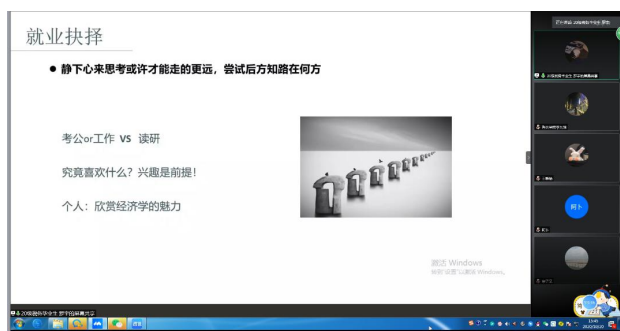 就业抉择
● 静下心来思考或许才能走的更远，尝试后方知路在何方
考公or工作 VS 读研
究竟喜欢什么？兴趣是前提！
个人：欣赏经济学的魅力
激活 Windows
阿卜